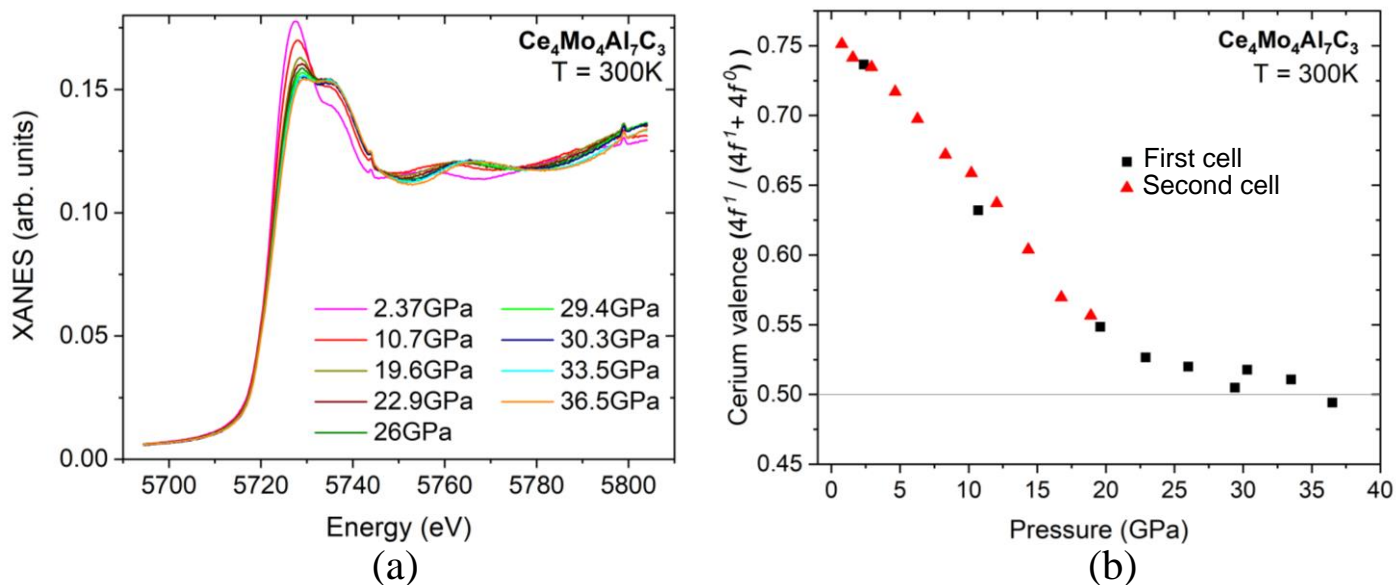 Ce₄Mo₄Al₇C₃
T = 300K
XANES (arb. units)
0.15
0.10
0.05
0.00
2.37GPa
10.7GPa
19.6GPa
22.9GPa
26GPa
29.4GPa
30.3GPa
33.5GPa
36.5GPa
5700 5720 5740 5760 5780 5800
Energy (eV)
(a)
Ce₄Mo₄Al₇C₃
T = 300K
Cerium valence (4f¹ / (4f¹+ 4f⁰) )
0.75
0.70
0.65
0.60
0.55
0.50
0.45
First cell
Second cell
0 5 10 15 20 25 30 35 40
Pressure (GPa)
(b)